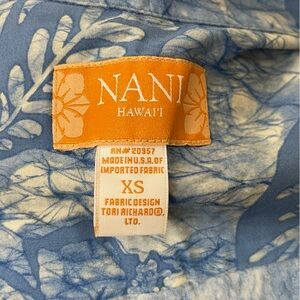 NANI
HAWAI'I
RN# 20957
MADE IN U.S.A. OF
IMPORTED FABRIC
XS
FABRIC DESIGN
TORI RICHARD©,
LTD.